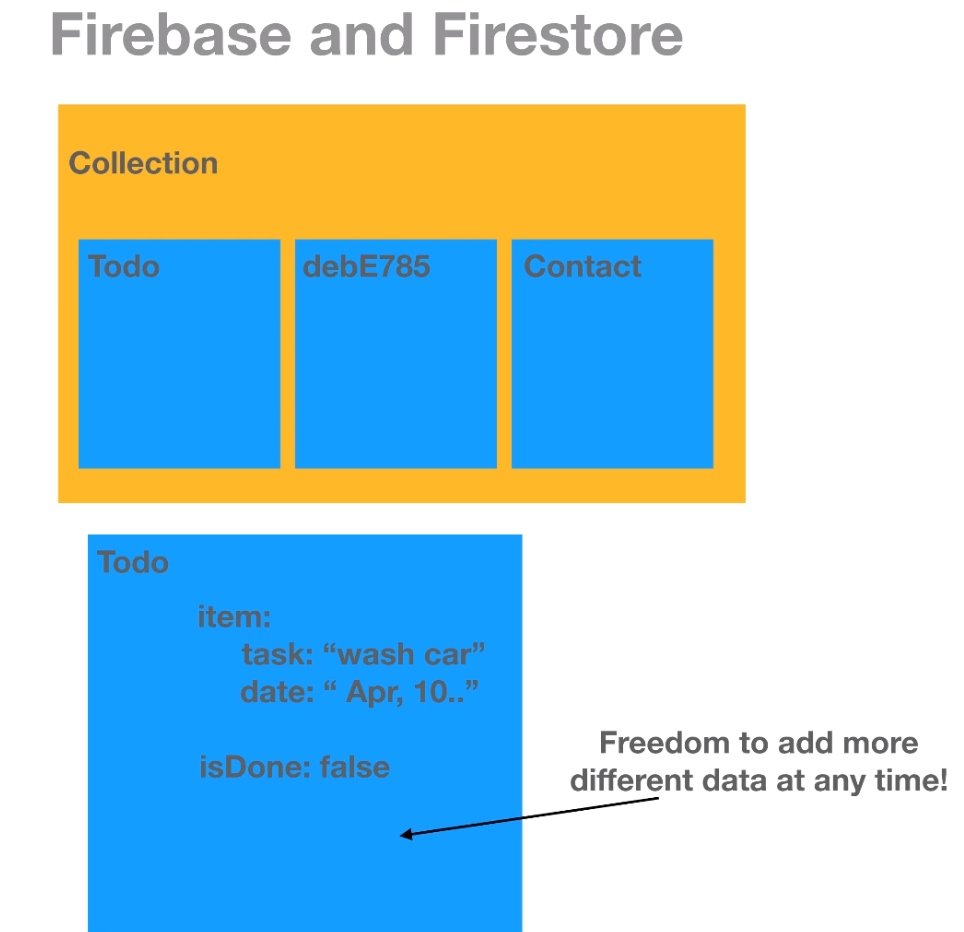 Firebase and Firestore
Collection
Todo
debE785
Contact
Todo
item:
task: “wash car”
date: “ Apr, 10..”
isDone: false
Freedom to add more
different data at any time!